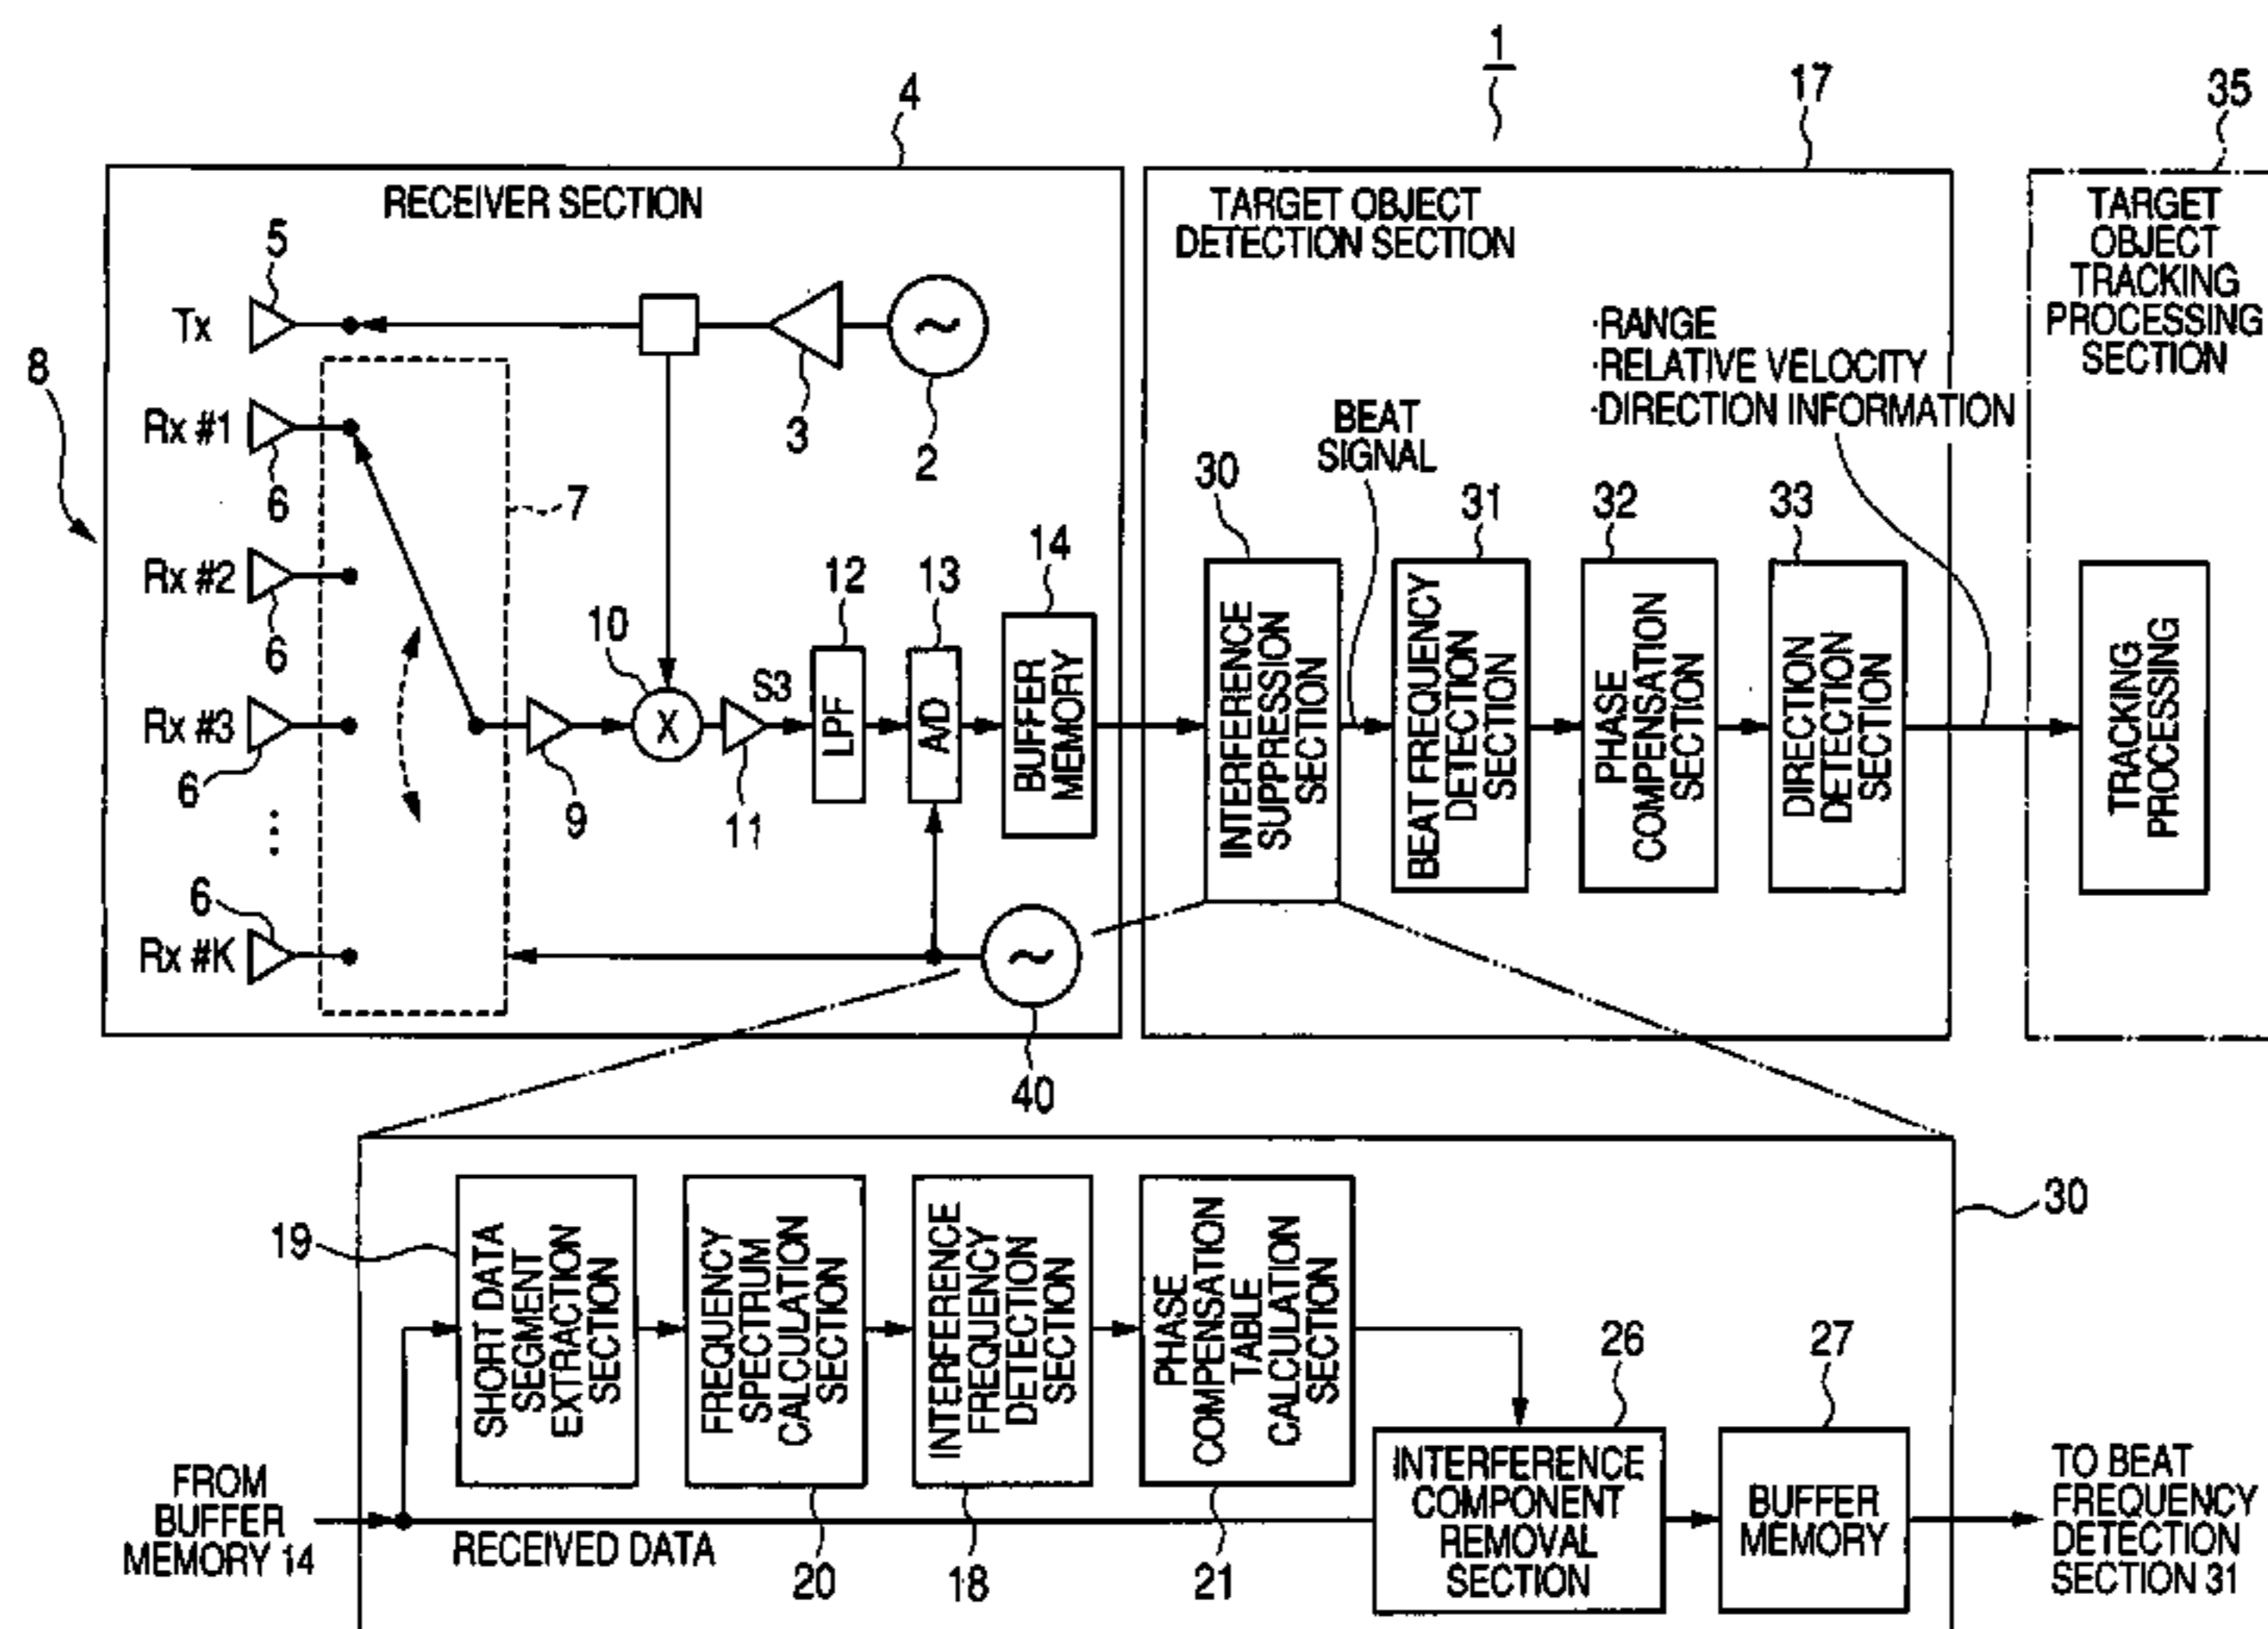 1
4
17
35
RECEIVER SECTION
TARGET OBJECT
DETECTION SECTION
TARGET
OBJECT
TRACKING
PROCESSING
SECTION
5
Tx
3
2
·RANGE
·RELATIVE VELOCITY
·DIRECTION INFORMATION
8
Rx #1
6
7
BEAT
SIGNAL
30
31
32
33
Rx #2
6
10
12
13
14
S3
Rx #3
6
9
X
11
LPF
A/D
BUFFER
MEMORY
INTERFERENCE
SUPPRESSION
SECTION
BEAT FREQUENCY
DETECTION
SECTION
PHASE
COMPENSATION
SECTION
DIRECTION
DETECTION
SECTION
TRACKING
PROCESSING
6
Rx #K
40
30
19
SHORT DATA
SEGMENT
EXTRACTION
SECTION
FREQUENCY
SPECTRUM
CALCULATION
SECTION
INTERFERENCE
FREQUENCY
DETECTION
SECTION
PHASE
COMPENSATION
TABLE
CALCULATION
SECTION
26
27
FROM
BUFFER
MEMORY 14
RECEIVED DATA
20
18
21
INTERFERENCE
COMPONENT
REMOVAL
SECTION
BUFFER
MEMORY
TO BEAT
FREQUENCY
DETECTION
SECTION 31